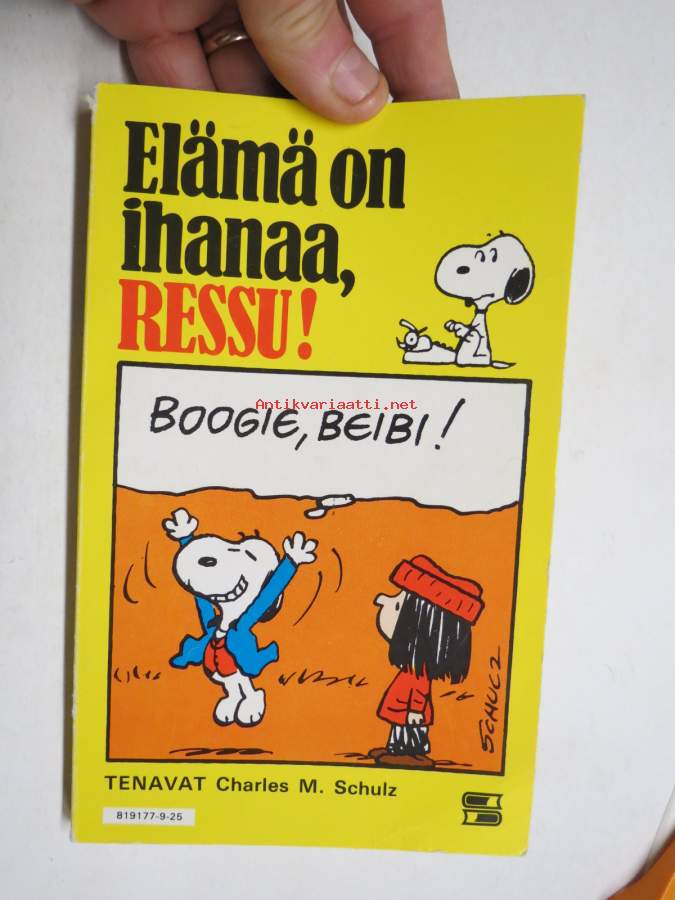 Elämä on
ihanaa,
RESSU!
Antikvariaatti.net
BOOGIE, BEIBI!
SCHULZ
TENAVAT Charles M. Schulz
819177-9-25